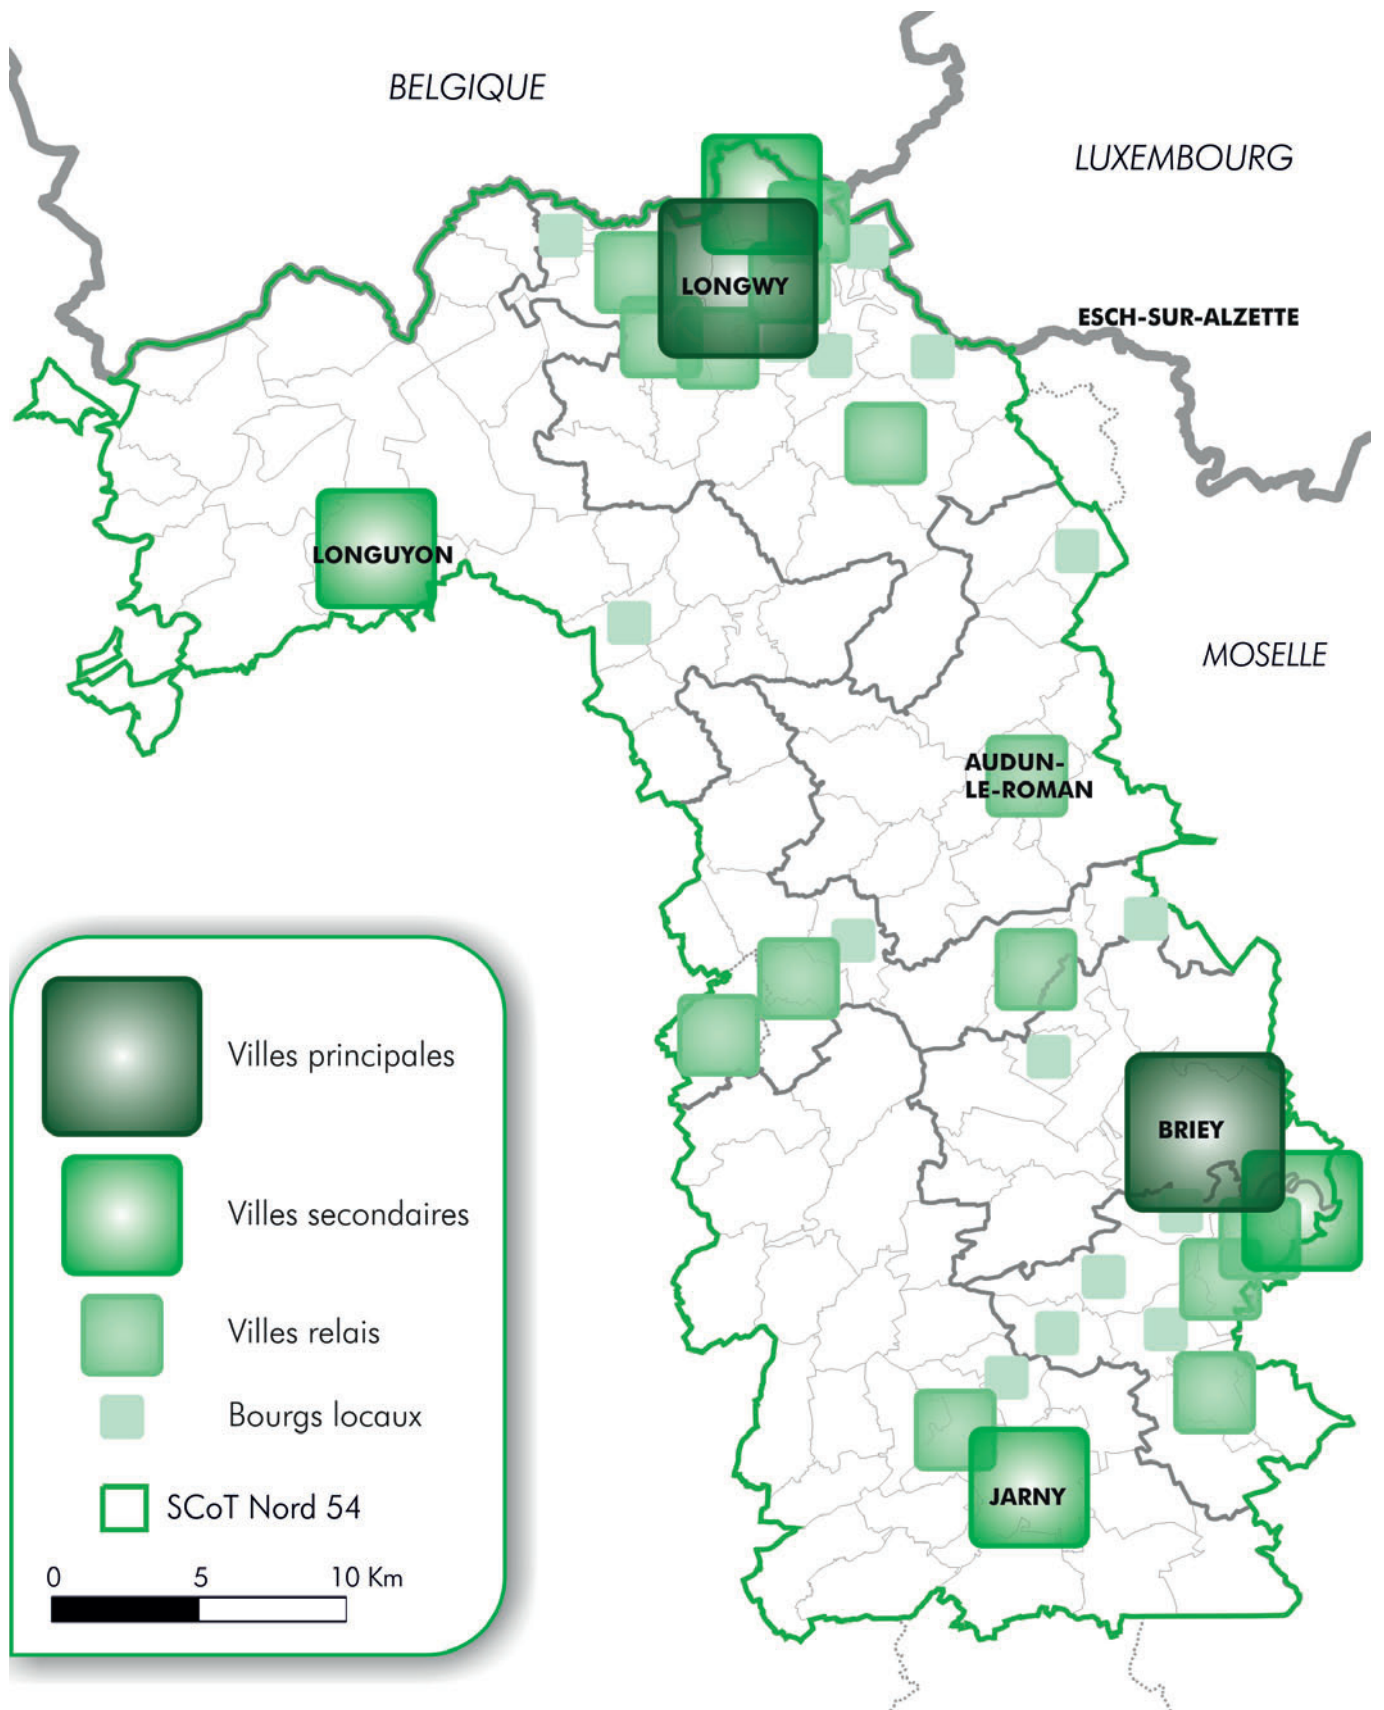 BELGIQUE
LUXEMBOURG
LONGWY
ESCH-SUR-ALZETTE
LONGUYON
MOSELLE
AUDUN-
LE-ROMAN
BRIEY
JARNY
Villes principales
Villes secondaires
Villes relais
Bourgs locaux
SCoT Nord 54
0 5 10 Km